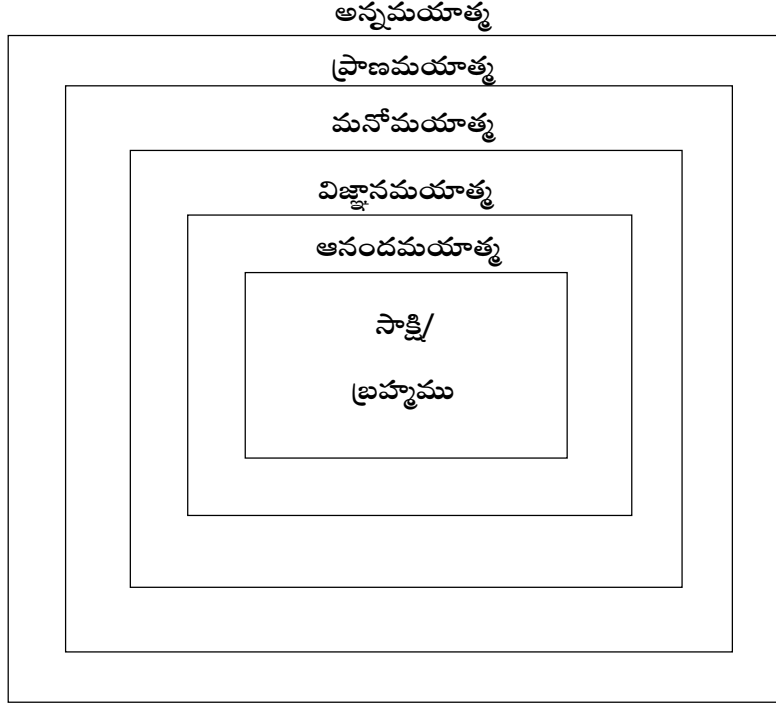 అన్నమయాత్మ
ప్రాణమయాత్మ
మనోమయాత్మ
విజ్ఞానమయాత్మ
ఆనందమయాత్మ
సాక్షి/
బ్రహ్మము